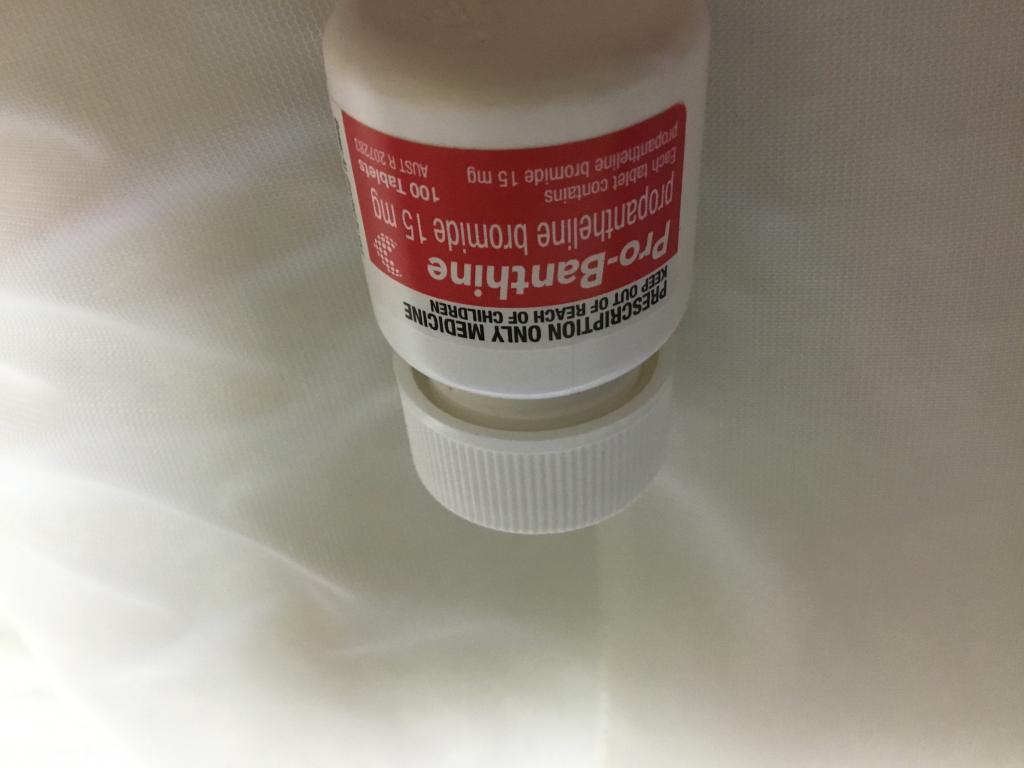 PRESCRIPTION ONLY MEDICINE
KEEP OUT OF REACH OF CHILDREN
Pro-Banthine
propantheline bromide 15 mg
Each tablet contains
propantheline bromide 15 mg
100 Tablets
AUST R 207283